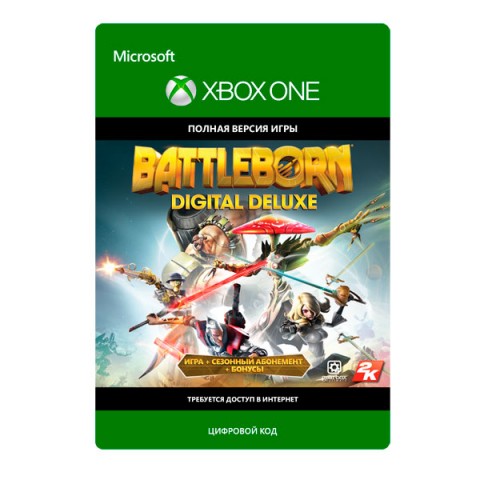 Microsoft
XBOX ONE
ПОЛНАЯ ВЕРСИЯ ИГРЫ
BATTLEBORN
DIGITAL DELUXE
ИГРА + СЕЗОННЫЙ АБОНЕМЕНТ
+ БОНУСЫ
gearbox
2K
ТРЕБУЕТСЯ ДОСТУП В ИНТЕРНЕТ
ЦИФРОВОЙ КОД